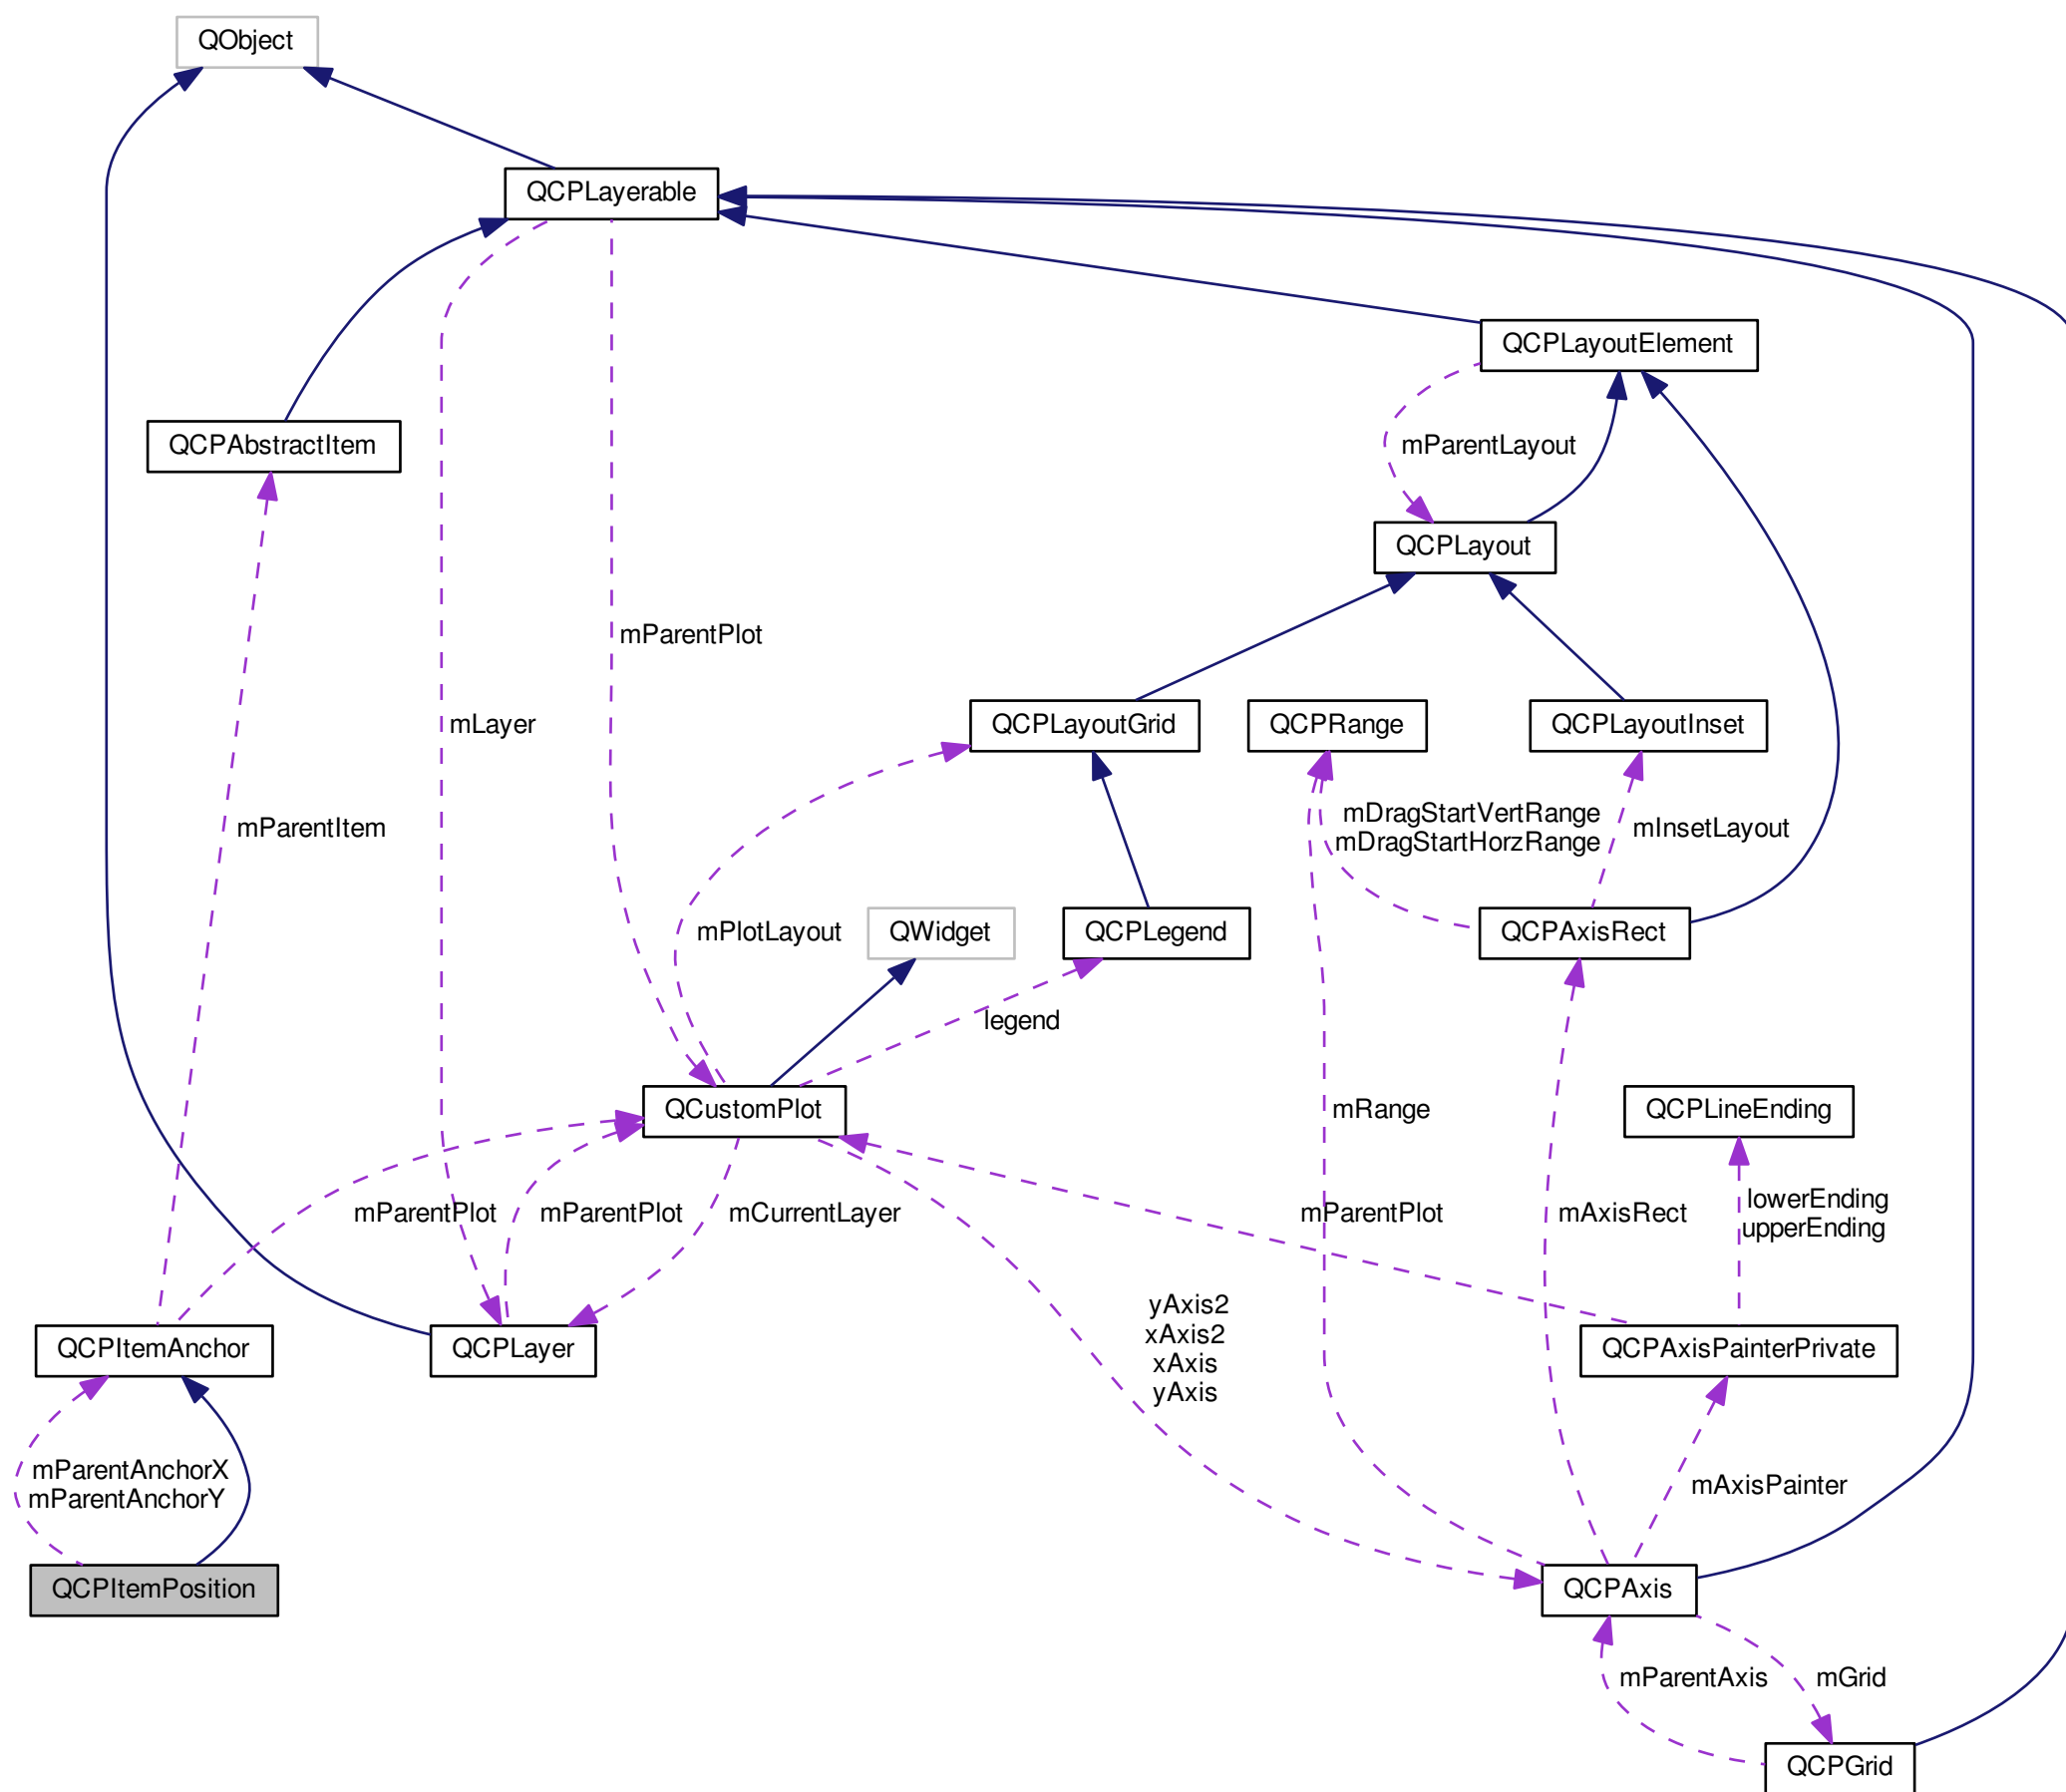 QObject
QCPLayerable
QCPLayoutElement
QCPAbstractItem
mParentLayout
QCPLayout
mParentPlot
mLayer
QCPLayoutGrid
QCPRange
QCPLayoutInset
mParentItem
mDragStartVertRange
mDragStartHorzRange
mInsetLayout
mPlotLayout
QWidget
QCPLegend
QCPAxisRect
legend
QCustomPlot
mRange
QCPLineEnding
mParentPlot
mParentPlot
mCurrentLayer
mParentPlot
mAxisRect
lowerEnding
upperEnding
yAxis2
xAxis2
xAxis
yAxis
QCPItemAnchor
QCPLayer
QCPAxisPainterPrivate
mParentAnchorX
mParentAnchorY
mAxisPainter
QCPItemPosition
QCPAxis
mParentAxis
mGrid
QCPGrid